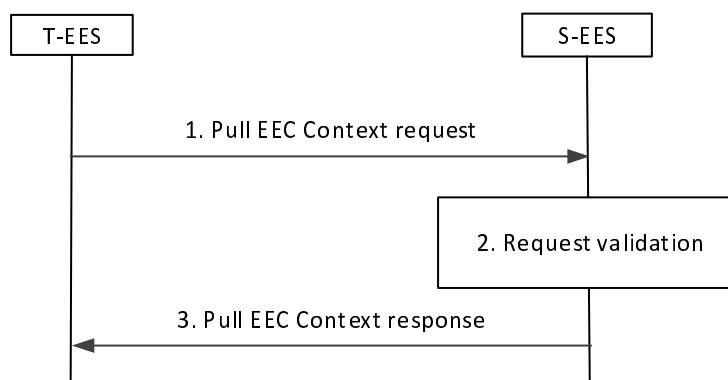 T-EES
S-EES
1. Pull EEC Context request
2. Request validation
3. Pull EEC Context response